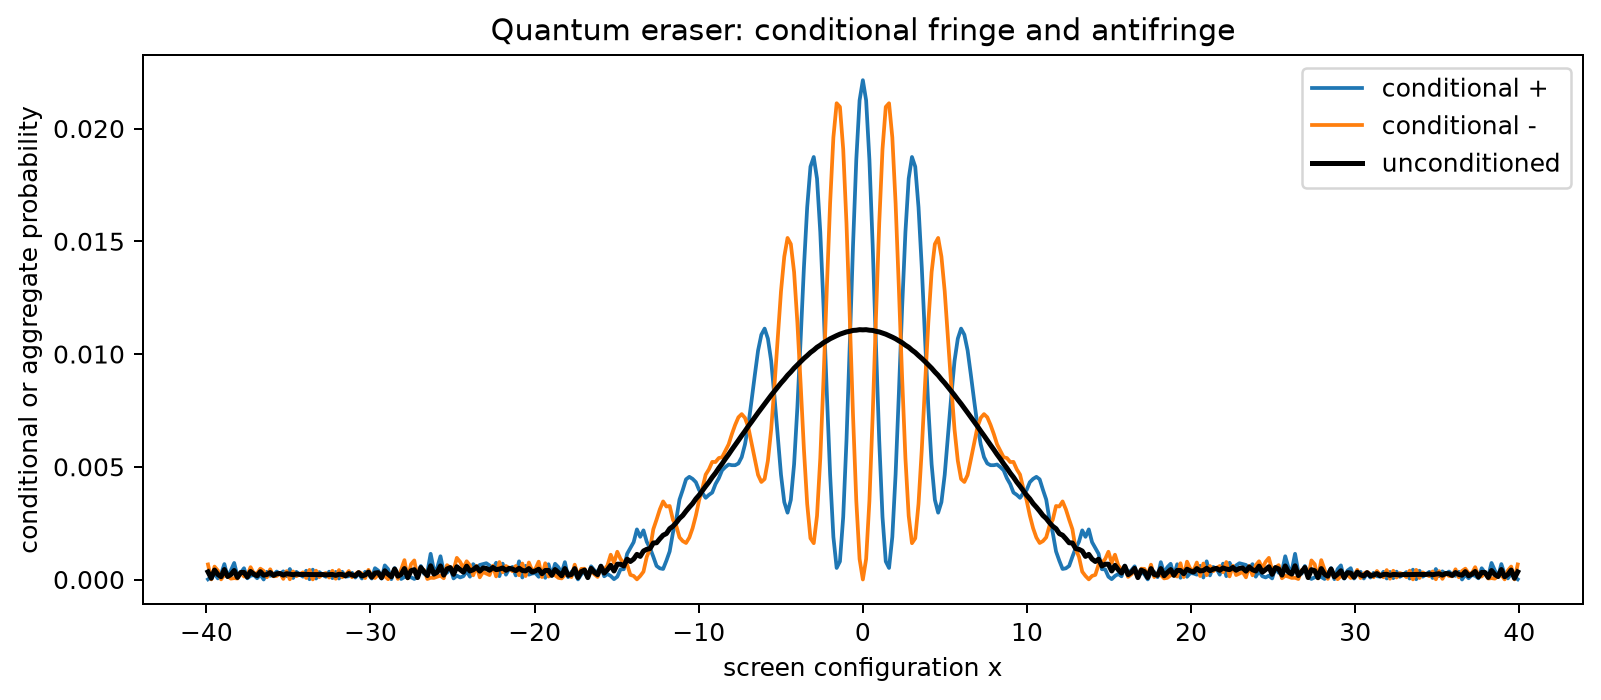 Quantum eraser: conditional fringe and antifringe
conditional +
conditional -
unconditioned
conditional or aggregate probability
0.020
0.015
0.010
0.005
0.000
−40
−30
−20
−10
0
10
20
30
40
screen configuration x